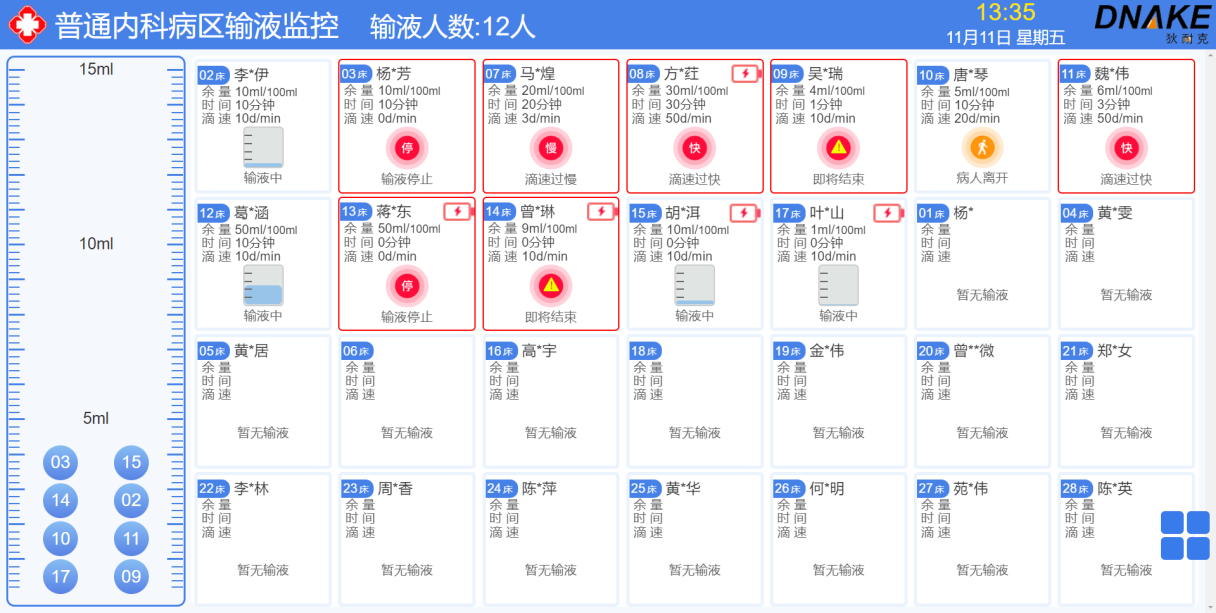 普通内科病区输液监控
输液人数:12人
13:35
11月11日 星期五
DNAKE
狄耐克
15ml
10ml
5ml
03
15
14
02
10
11
17
09
02床 李*伊
余 量 10ml/100ml
时 间 10分钟
滴 速 10d/min
输液中
03床 杨*芳
余 量 10ml/100ml
时 间 10分钟
滴 速 0d/min
停
输液停止
07床 马*煌
余 量 20ml/100ml
时 间 20分钟
滴 速 3d/min
慢
滴速过慢
08床 方*荭
余 量 30ml/100ml
时 间 30分钟
滴 速 50d/min
快
滴速过快
09床 吴*瑞
余 量 4ml/100ml
时 间 1分钟
滴 速 10d/min
即将结束
10床 唐*琴
余 量 5ml/100ml
时 间 10分钟
滴 速 20d/min
病人离开
11床 魏*伟
余 量 6ml/100ml
时 间 3分钟
滴 速 50d/min
快
滴速过快
12床 葛*涵
余 量 50ml/100ml
时 间 10分钟
滴 速 10d/min
输液中
13床 蒋*东
余 量 50ml/100ml
时 间 0分钟
滴 速 0d/min
停
输液停止
14床 曾*琳
余 量 9ml/100ml
时 间 0分钟
滴 速 10d/min
即将结束
15床 胡*洱
余 量 10ml/100ml
时 间 0分钟
滴 速 10d/min
输液中
17床 叶*山
余 量 1ml/100ml
时 间 0分钟
滴 速 10d/min
输液中
01床 杨*
余 量
时 间
滴 速
暂无输液
04床 黄*雯
余 量
时 间
滴 速
暂无输液
05床 黄*居
余 量
时 间
滴 速
暂无输液
06床
余 量
时 间
滴 速
暂无输液
16床 高*宇
余 量
时 间
滴 速
暂无输液
18床
余 量
时 间
滴 速
暂无输液
19床 金*伟
余 量
时 间
滴 速
暂无输液
20床 曾**微
余 量
时 间
滴 速
暂无输液
21床 郑*女
余 量
时 间
滴 速
暂无输液
22床 李*林
余 量
时 间
滴 速
暂无输液
23床 周*香
余 量
时 间
滴 速
暂无输液
24床 陈*萍
余 量
时 间
滴 速
暂无输液
25床 黄*华
余 量
时 间
滴 速
暂无输液
26床 何*明
余 量
时 间
滴 速
暂无输液
27床 苑*伟
余 量
时 间
滴 速
暂无输液
28床 陈*英
余 量
时 间
滴 速
暂无输液